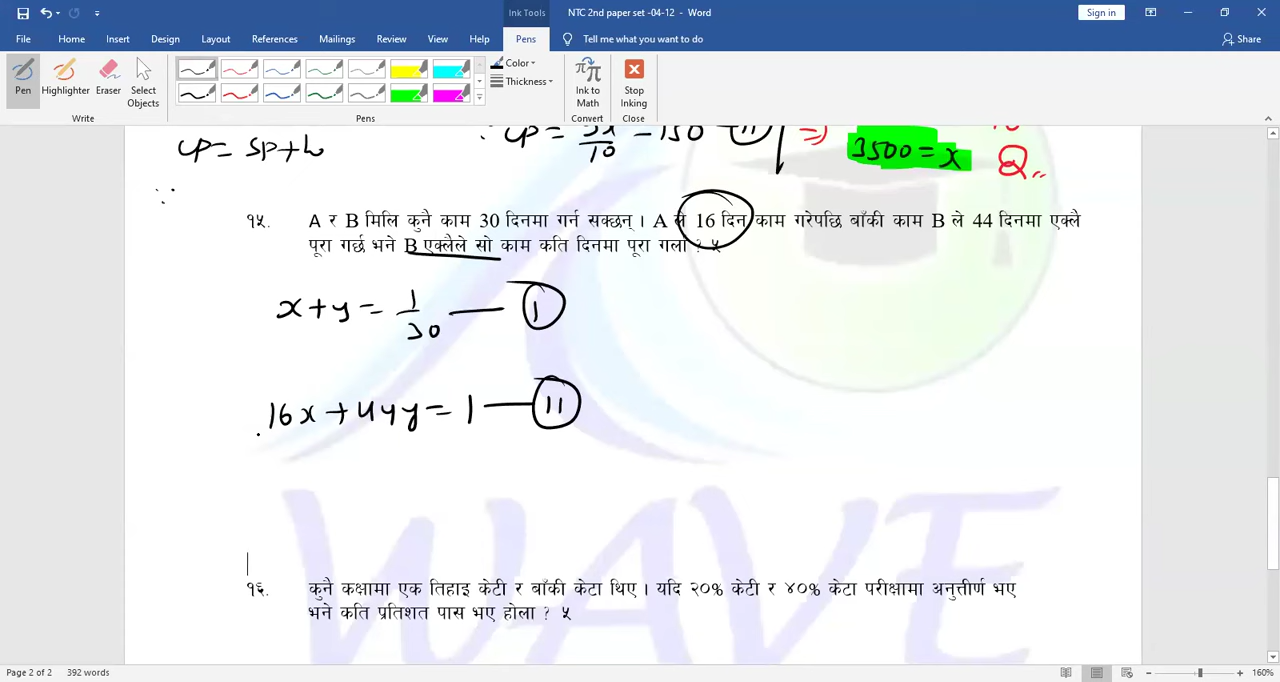 Ink Tools
NTC 2nd paper set -04-12 - Word
Sign in
File Home Insert Design Layout References Mailings Review View Help Pens Tell me what you want to do
Share
Pen Highlighter Eraser Select Objects
Color
Thickness
Ink to Math
Stop Inking
Write Pens Convert Close
CP = SP + L
3500 = x
१५. A र B मिलि कुनै काम 30 दिनमा गर्न सक्छन् । A ले 16 दिन काम गरेपछि बाँकी काम B ले 44 दिनमा एक्लै
पूरा गर्छ भने B एक्लैले सो काम कति दिनमा पूरा गर्ला ? ५
x + y = 1/30 — I
16x + 44y = 1 — II
१६. कुनै कक्षामा एक तिहाइ केटी र बाँकी केटा थिए । यदि २०% केटी र ४०% केटा परीक्षामा अनुत्तीर्ण भए
भने कति प्रतिशत पास भए होला ? ५
WAVE
Page 2 of 2 392 words
160%